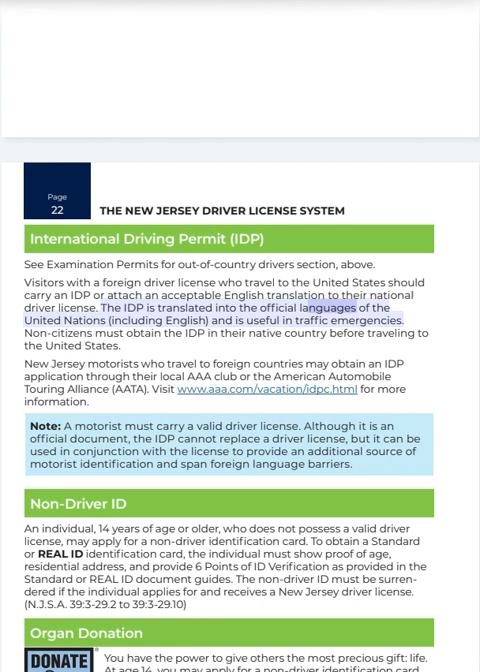 Page
22
THE NEW JERSEY DRIVER LICENSE SYSTEM
International Driving Permit (IDP)
See Examination Permits for out-of-country drivers section, above.
Visitors with a foreign driver license who travel to the United States should
carry an IDP or attach an acceptable English translation to their national
driver license. The IDP is translated into the official languages of the
United Nations (including English) and is useful in traffic emergencies.
Non-citizens must obtain the IDP in their native country before traveling to
the United States.
New Jersey motorists who travel to foreign countries may obtain an IDP
application through their local AAA club or the American Automobile
Touring Alliance (AATA). Visit www.aaa.com/vacation/idpc.html for more
information.
Note: A motorist must carry a valid driver license. Although it is an
official document, the IDP cannot replace a driver license, but it can be
used in conjunction with the license to provide an additional source of
motorist identification and span foreign language barriers.
Non-Driver ID
An individual, 14 years of age or older, who does not possess a valid driver
license, may apply for a non-driver identification card. To obtain a Standard
or REAL ID identification card, the individual must show proof of age,
residential address, and provide 6 Points of ID Verification as provided in the
Standard or REAL ID document guides. The non-driver ID must be surren-
dered if the individual applies for and receives a New Jersey driver license.
(N.J.S.A. 39:3-29.2 to 39:3-29.10)
Organ Donation
DONATE
You have the power to give others the most precious gift: life.
At age 14, you may apply for a non-driver identification card